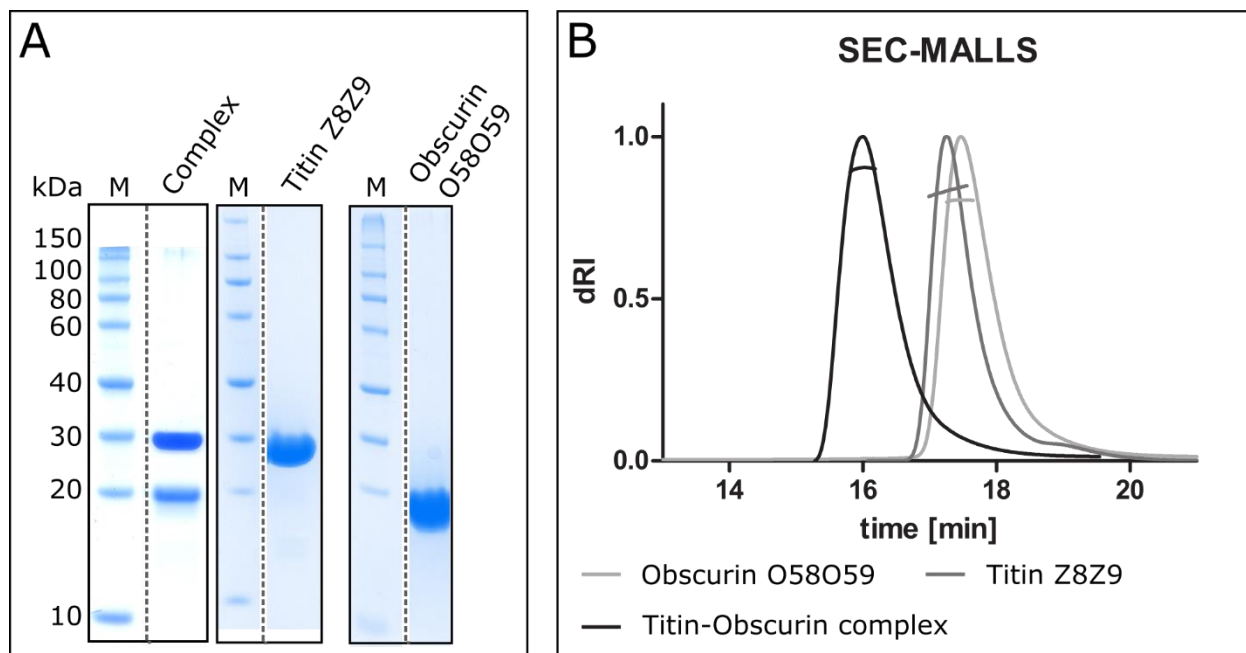 A
kDa
M
Complex
M
Titin Z8Z9
M
Obscurin
O58O59
150
100
80
60
40
30
20
10
B
SEC-MALLS
dRI
1.0
0.5
0.0
14 16 18 20
time [min]
Obscurin O58O59 Titin Z8Z9
Titin-Obscurin complex